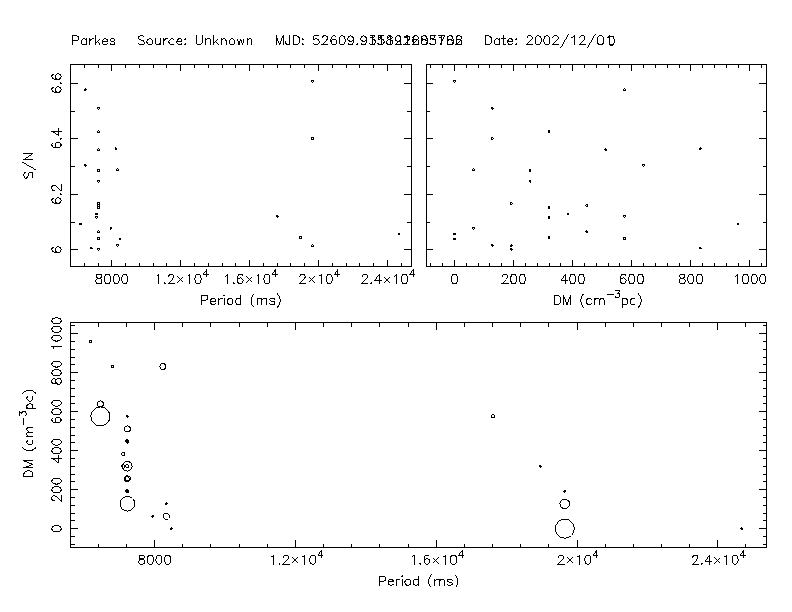 Parkes Source: Unknown MJD: Date: 2002/12/01
S/N
6 6.2 6.4 6.6
8000 1.2×10⁴ 1.6×10⁴ 2×10⁴ 2.4×10⁴
Period (ms)
0 200 400 600 800 1000
DM (cm⁻³pc)
DM (cm⁻³pc)
0 200 400 600 800 1000
8000 1.2×10⁴ 1.6×10⁴ 2×10⁴ 2.4×10⁴
Period (ms)